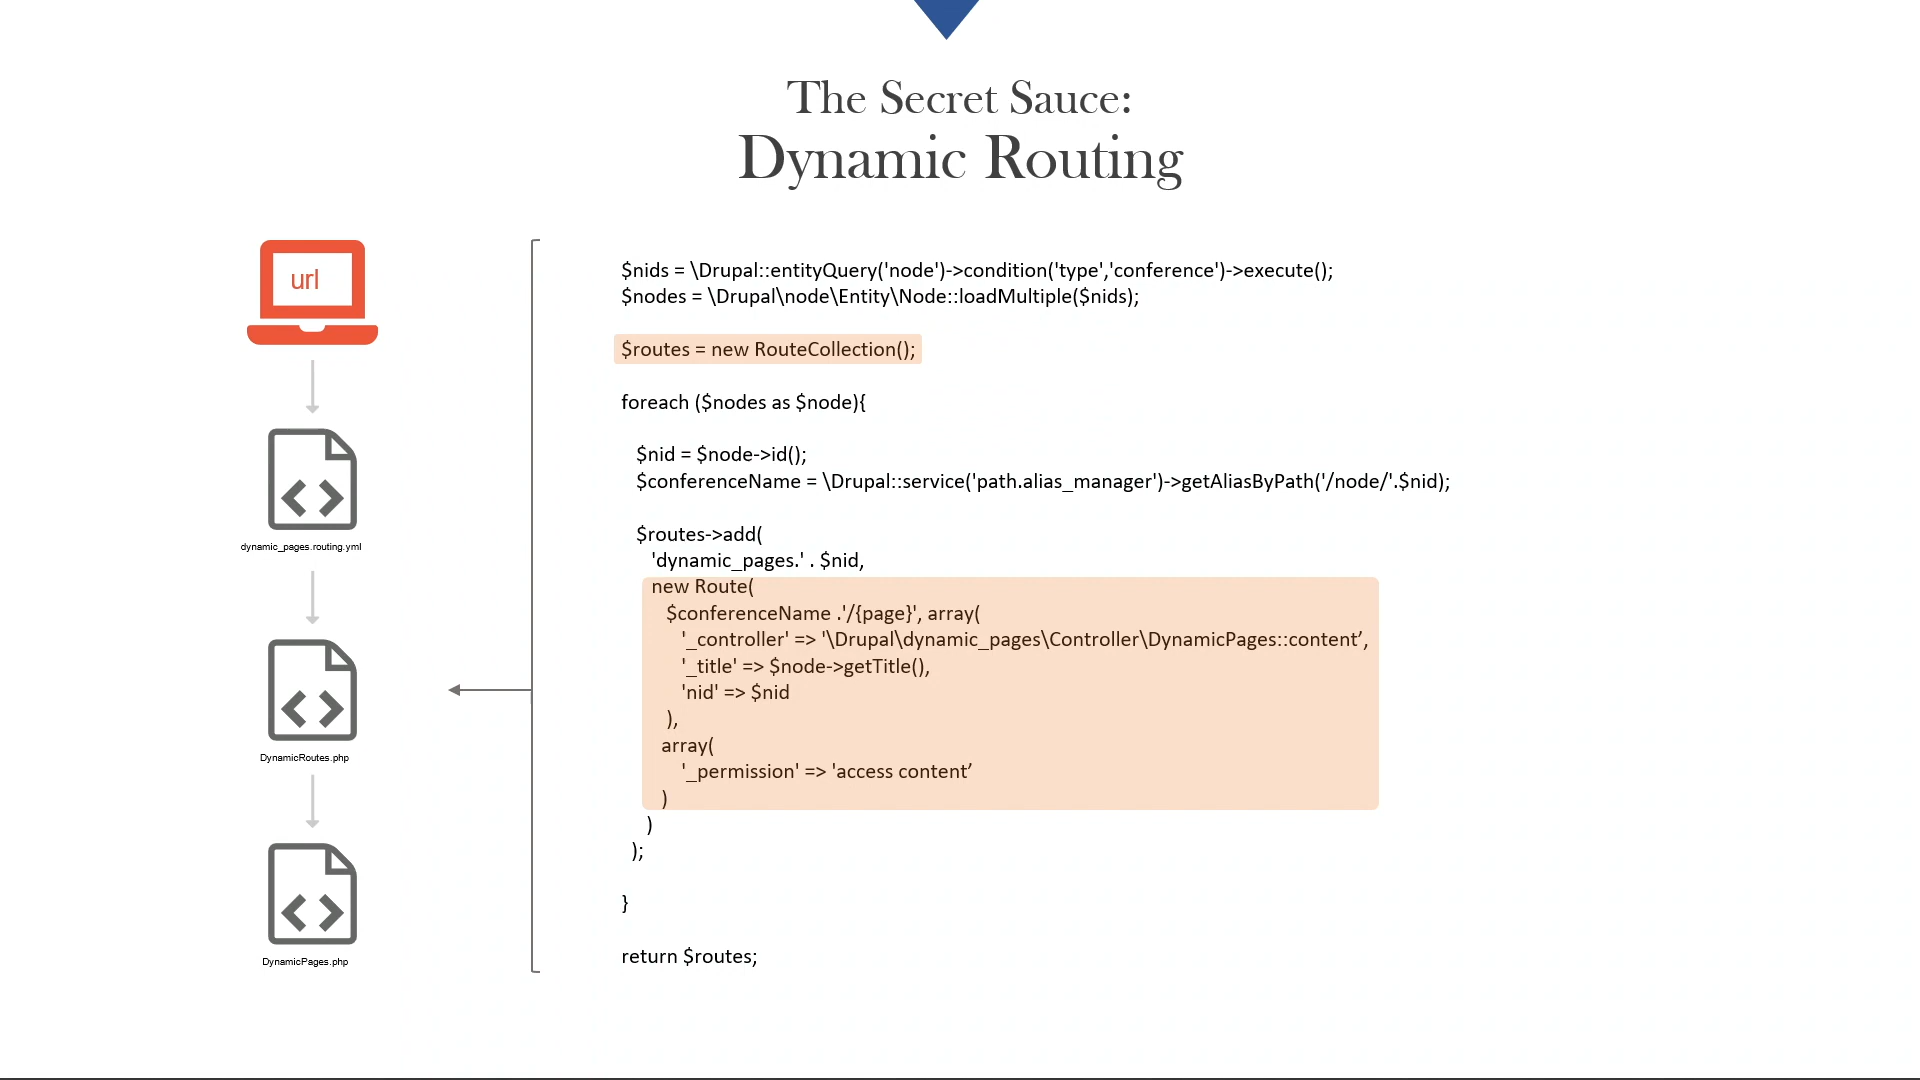 The Secret Sauce:
Dynamic Routing
url
dynamic_pages.routing.yml
DynamicRoutes.php
DynamicPages.php
$nids = \Drupal::entityQuery('node')->condition('type','conference')->execute();
$nodes = \Drupal\node\Entity\Node::loadMultiple($nids);
$routes = new RouteCollection();
foreach ($nodes as $node){
$nid = $node->id();
$conferenceName = \Drupal::service('path.alias_manager')->getAliasByPath('/node/'.$nid);
$routes->add(
'dynamic_pages.' . $nid,
new Route(
$conferenceName .'/{page}', array(
'_controller' => '\Drupal\dynamic_pages\Controller\DynamicPages::content’,
'_title' => $node->getTitle(),
'nid' => $nid
),
array(
'_permission' => 'access content’
)
)
);
}
return $routes;